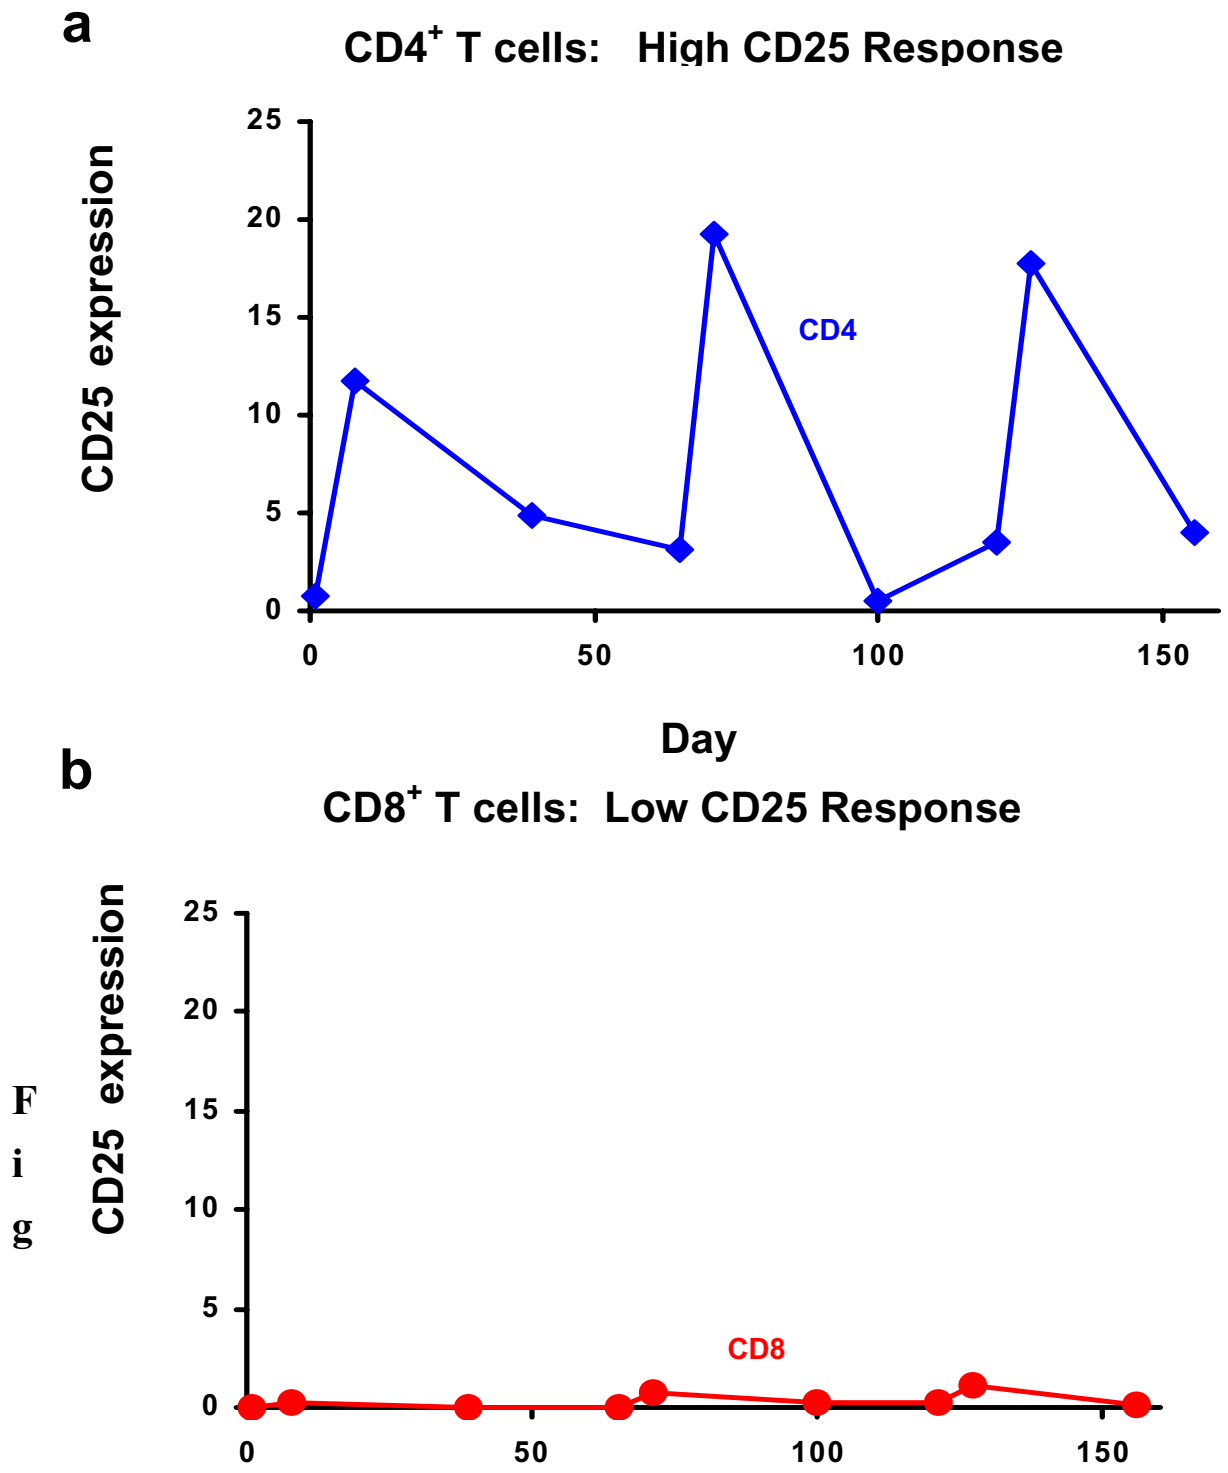 a
CD4⁺ T cells: High CD25 Response
CD25 expression
25
20
15
10
5
0
CD4
0 50 100 150
Day
b
CD8⁺ T cells: Low CD25 Response
CD25 expression
25
20
15
10
5
0
CD8
0 50 100 150
F
i
g